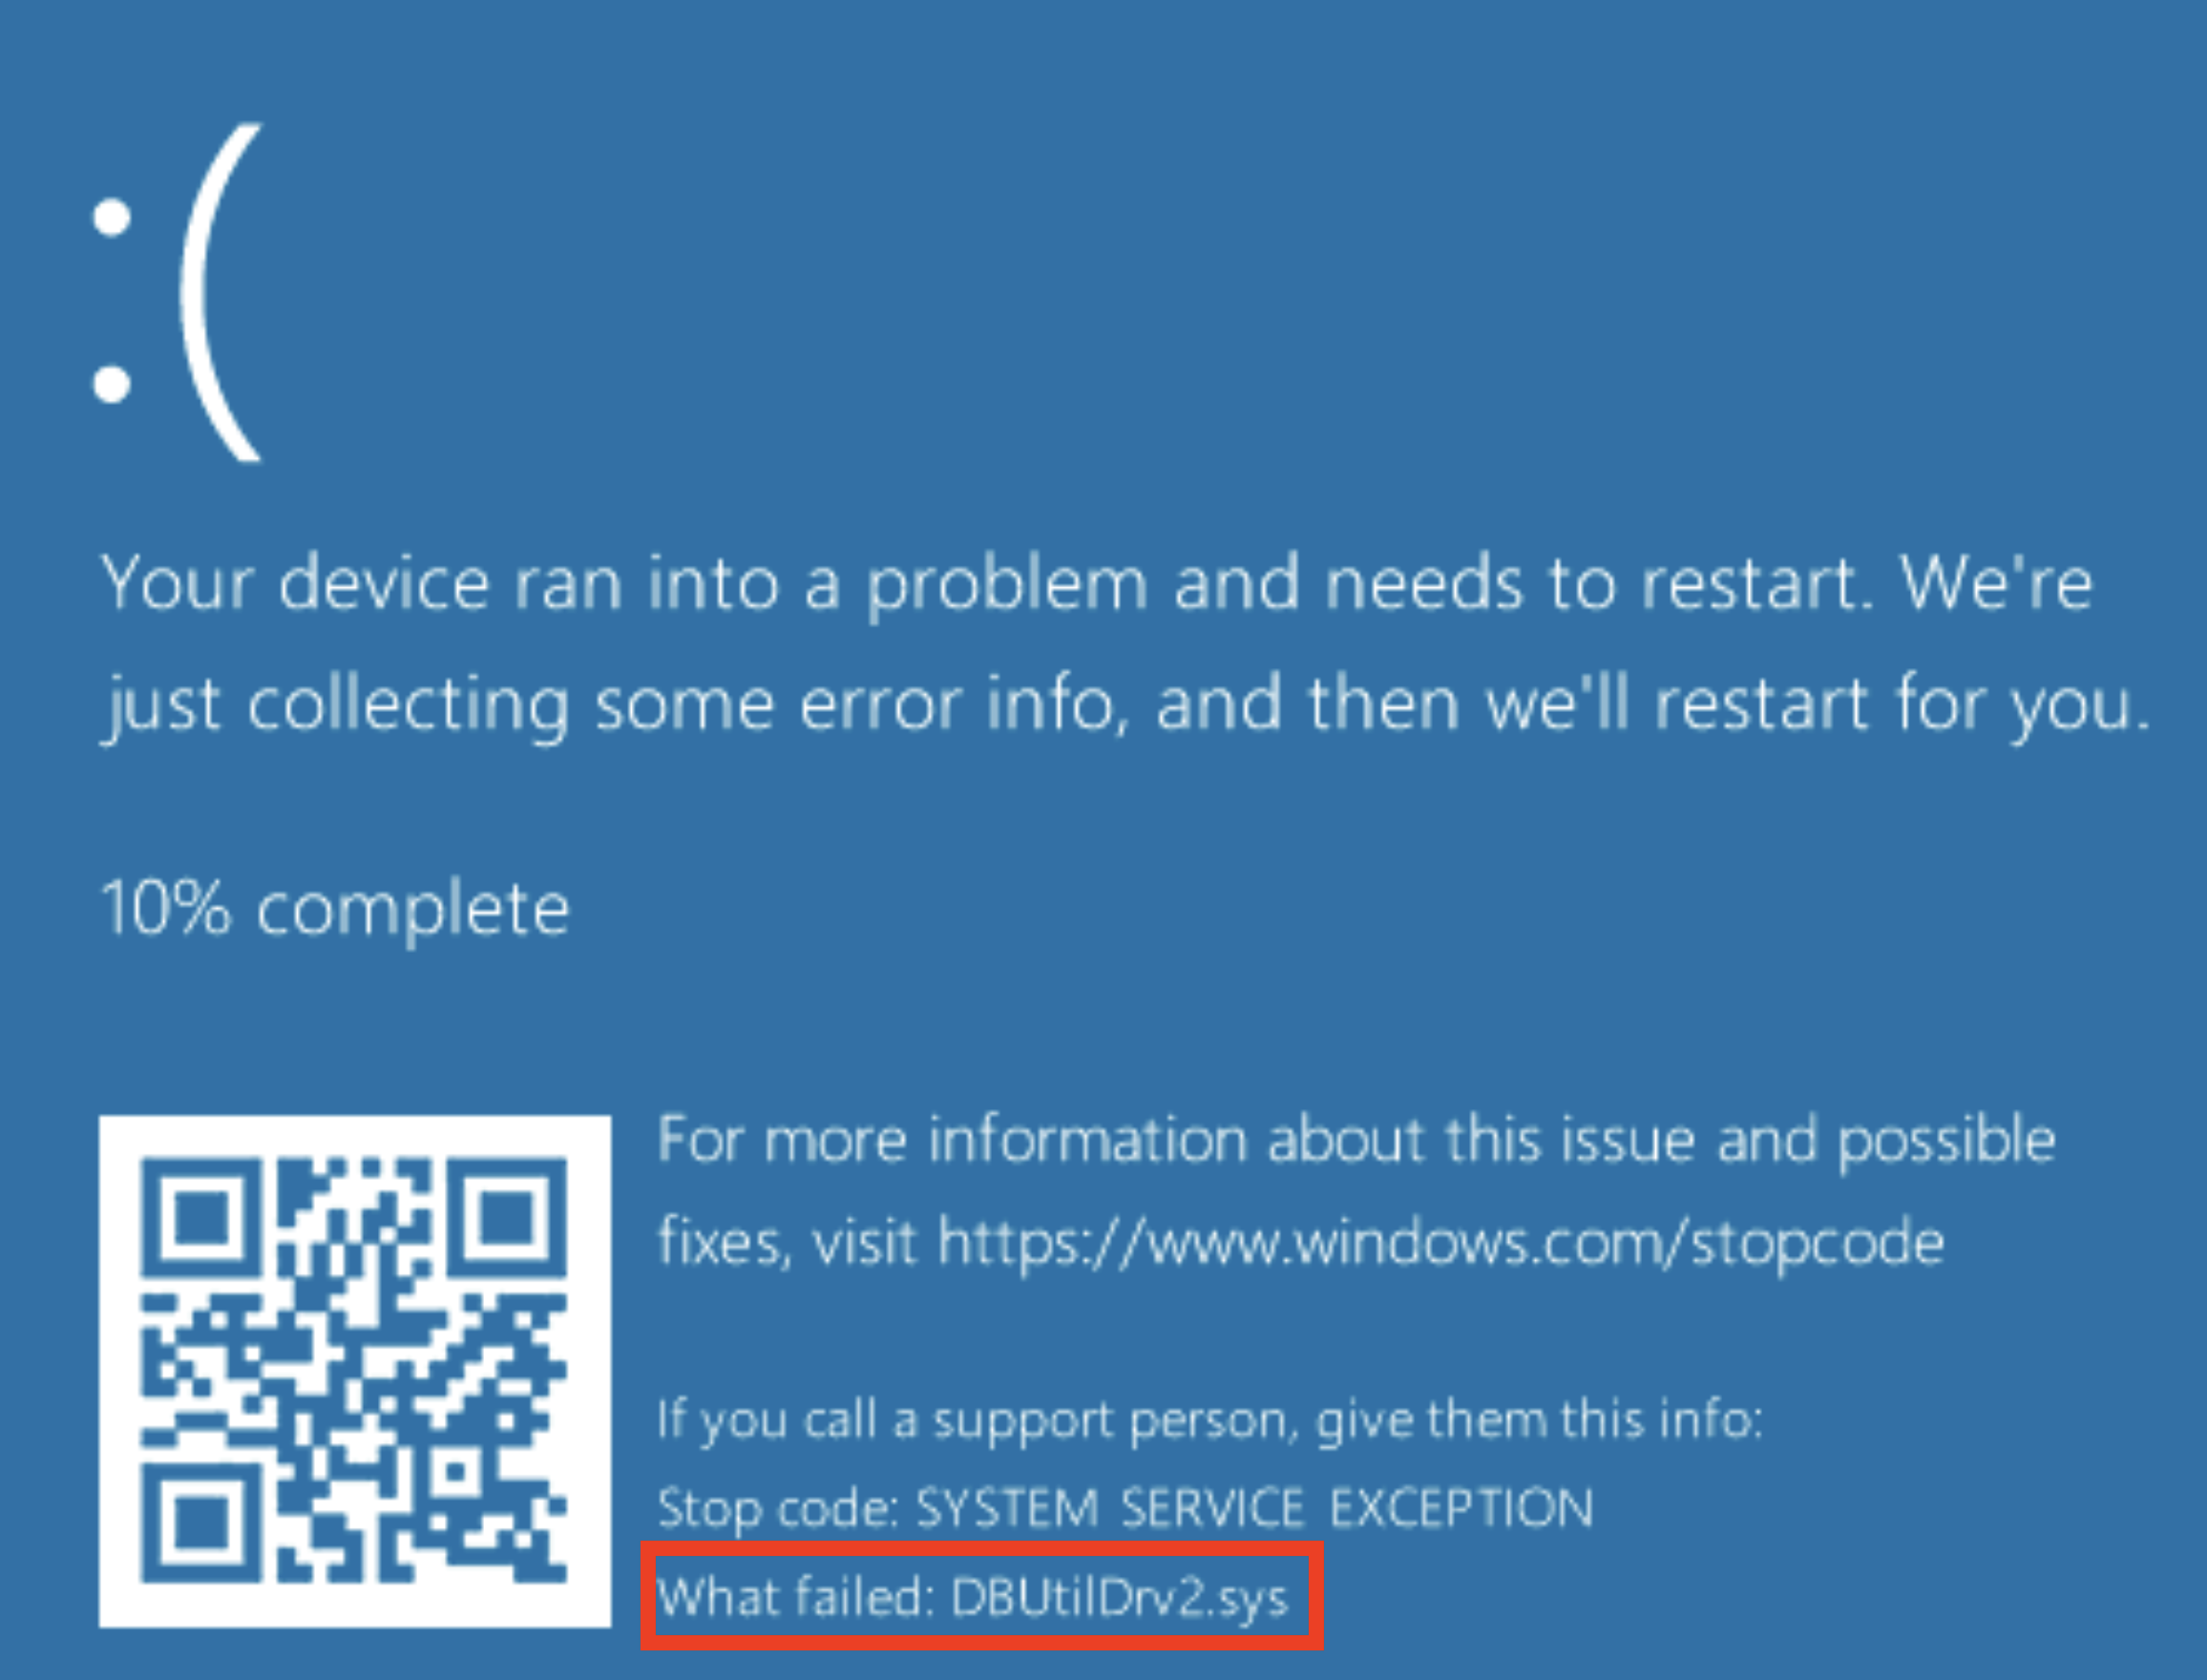 :(
Your device ran into a problem and needs to restart. We're
just collecting some error info, and then we'll restart for you.
10% complete
For more information about this issue and possible
fixes, visit https://www.windows.com/stopcode
If you call a support person, give them this info:
Stop code: SYSTEM SERVICE EXCEPTION
What failed: DBUtilDrv2.sys